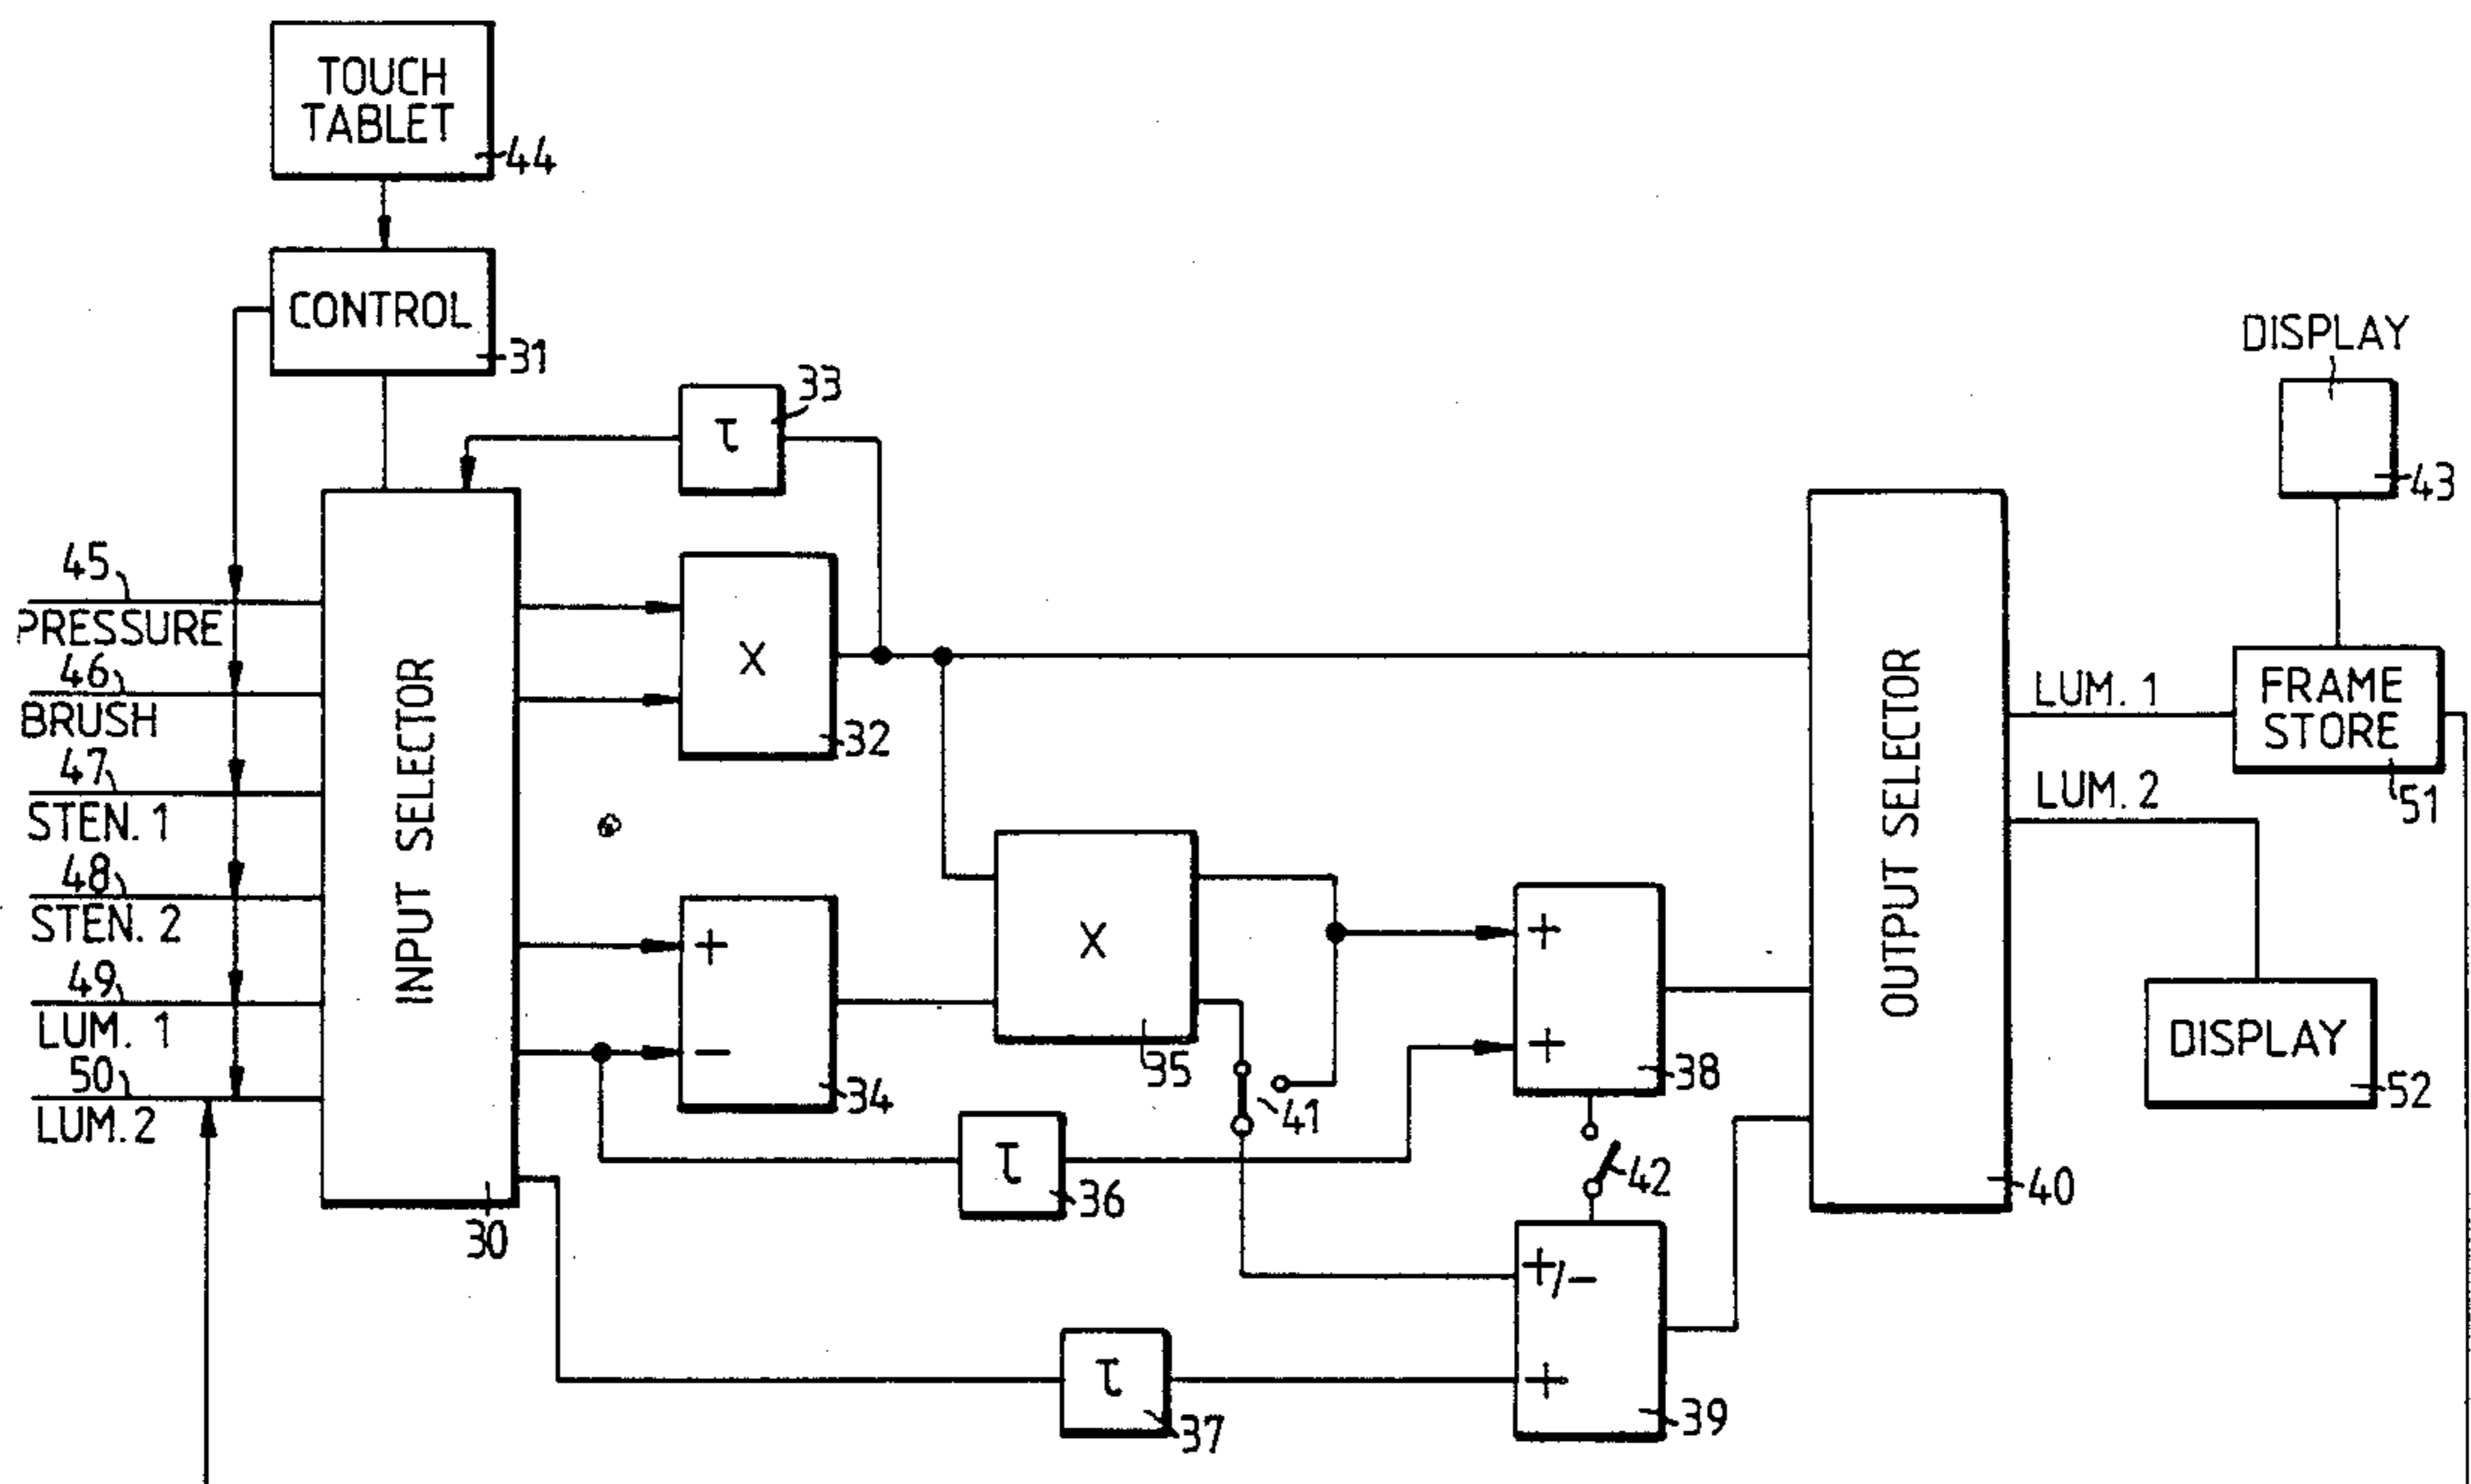 TOUCH
TABLET
44
CONTROL
31
33
τ
DISPLAY
43
45
PRESSURE
46
BRUSH
47
STEN. 1
48
STEN. 2
49
LUM. 1
50
LUM. 2
INPUT SELECTOR
30
X
32
+
−
34
X
35
τ
36
τ
37
41
+
+
38
42
+/−
+
39
OUTPUT SELECTOR
40
LUM. 1
LUM. 2
FRAME
STORE
51
DISPLAY
52